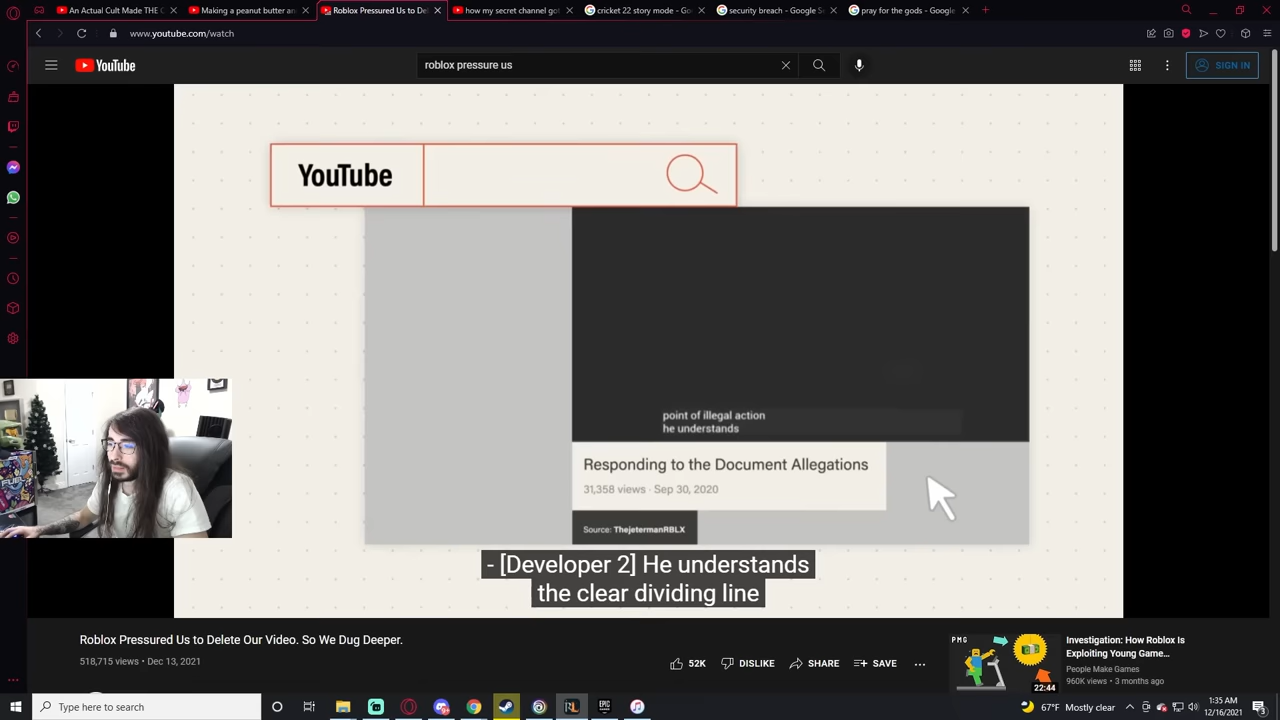 An Actual Cult Made THE C
Making a peanut butter an
Roblox Pressured Us to Del
how my secret channel got
cricket 22 story mode - Go
security breach - Google Se
pray for the gods - Google
www.youtube.com/watch
YouTube
roblox pressure us
SIGN IN
YouTube
point of illegal action
he understands
Responding to the Document Allegations
31,358 views · Sep 30, 2020
Source: ThejetermanRBLX
- [Developer 2] He understands
the clear dividing line
Roblox Pressured Us to Delete Our Video. So We Dug Deeper.
518,715 views • Dec 13, 2021
52K
DISLIKE
SHARE
SAVE
PMG
22:44
Investigation: How Roblox Is
Exploiting Young Game...
People Make Games
960K views • 3 months ago
Type here to search
67°F Mostly clear
1:35 AM
12/16/2021